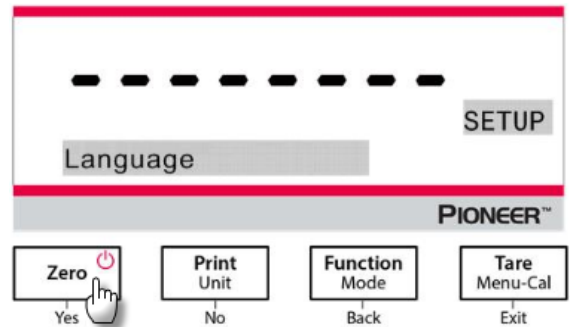 --------
SETUP
Language
PIONEER™
Zero Print Function Tare
Unit Mode Menu-Cal
Yes No Back Exit